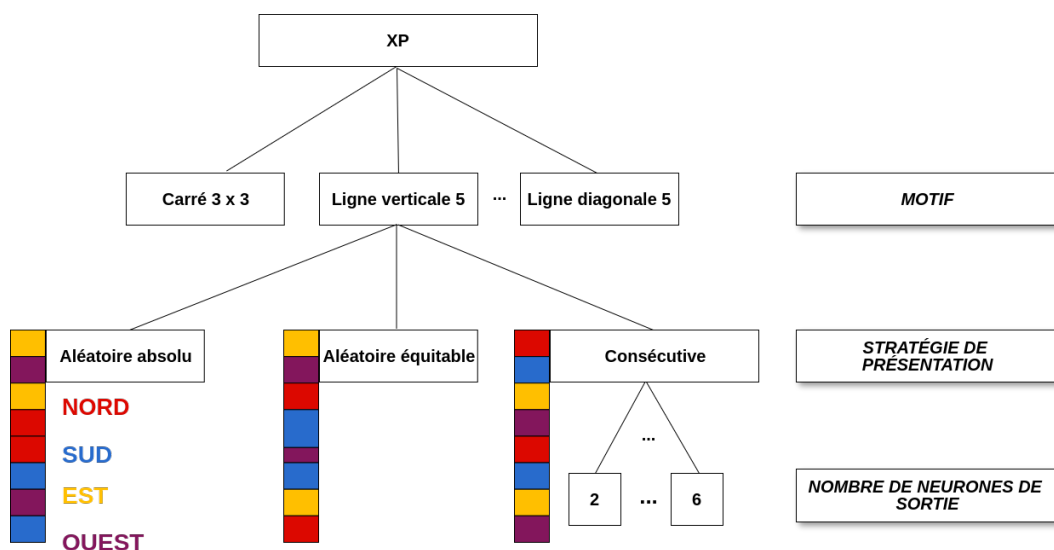 XP
Carré 3 x 3
Ligne verticale 5
...
Ligne diagonale 5
MOTIF
Aléatoire absolu
Aléatoire équitable
Consécutive
STRATÉGIE DE
PRÉSENTATION
NORD
SUD
EST
OUEST
...
2
...
6
NOMBRE DE NEURONES DE
SORTIE